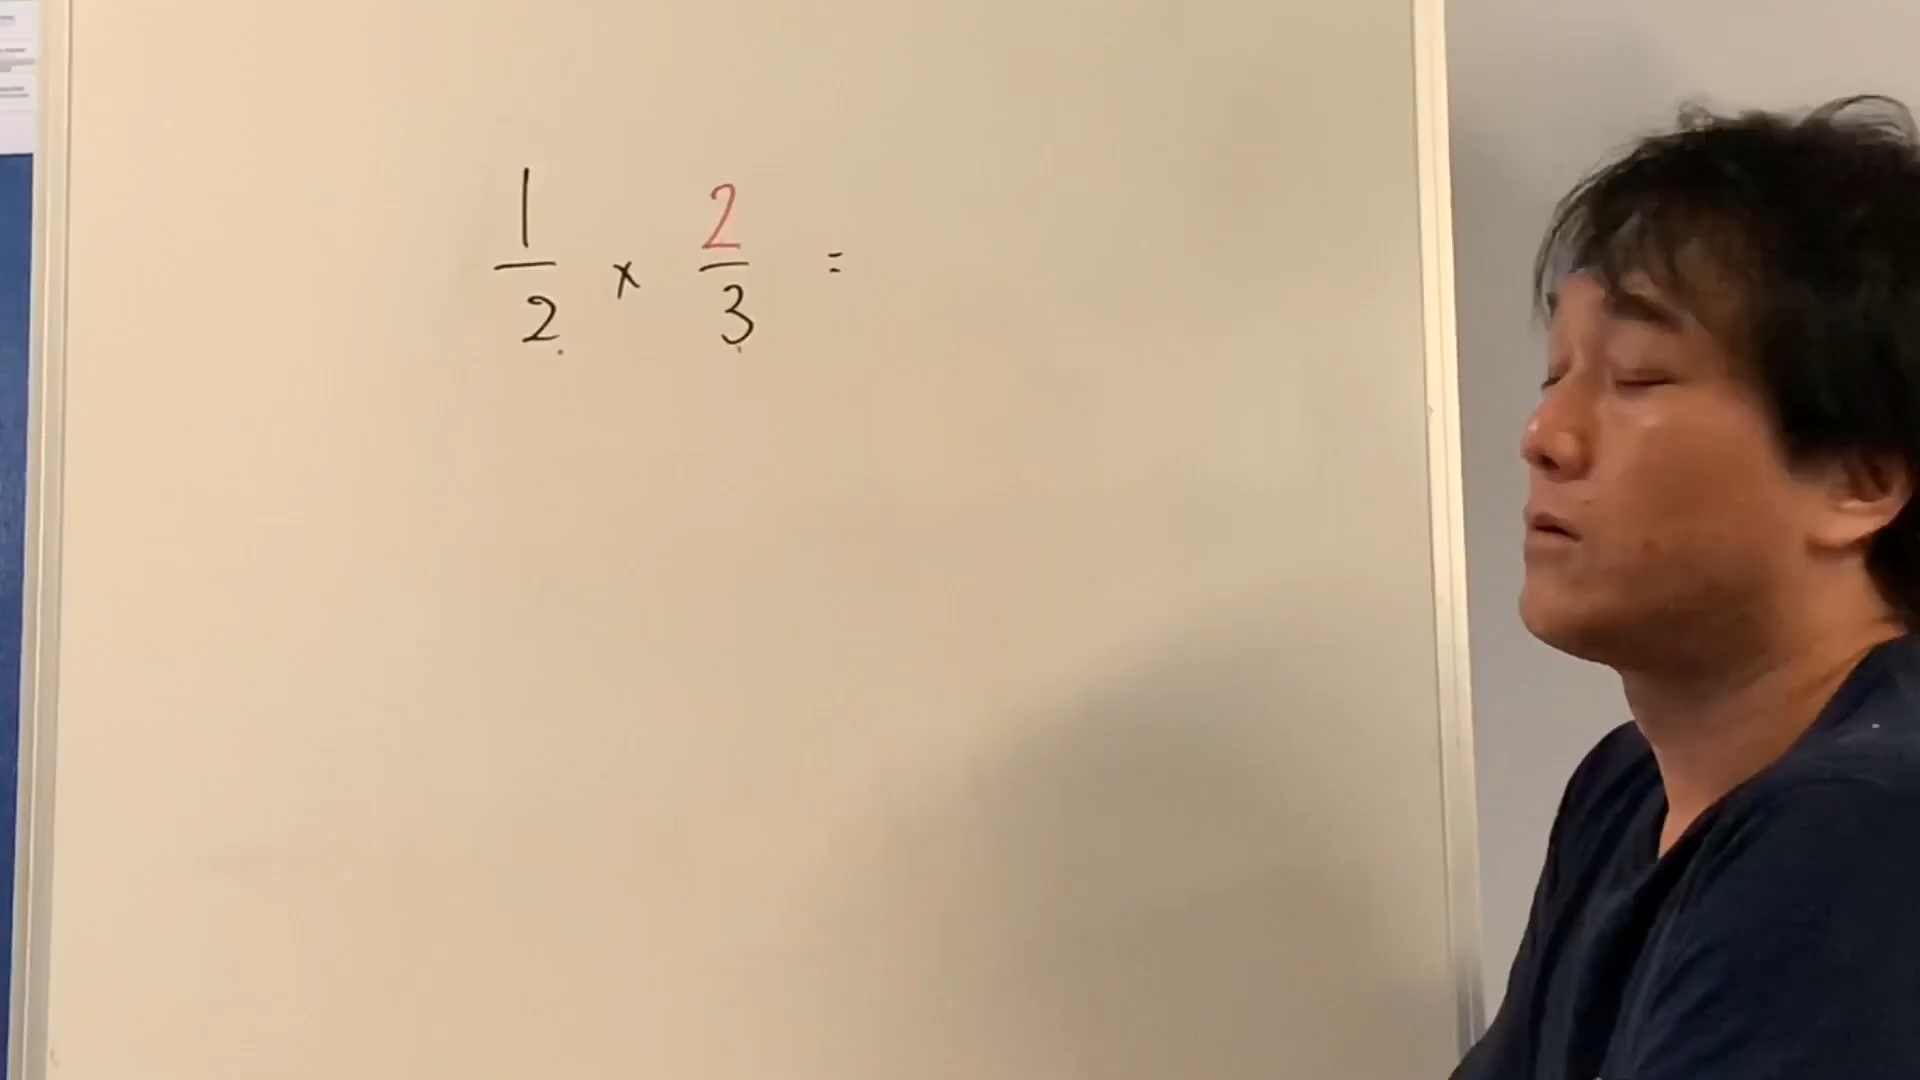 1/2 x 2/3 =